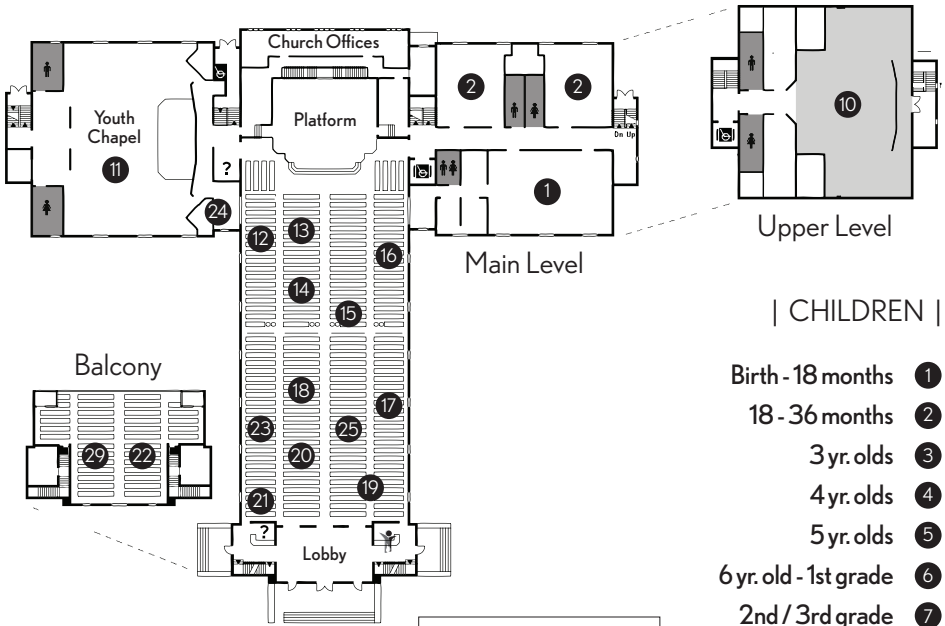 Church Offices
Platform
Youth
Chapel
11
24
2
2
Dn Up
1
?
10
Upper Level
Main Level
12
13
14
15
16
17
18
19
20
21
23
25
?
Lobby
Balcony
29
22
| CHILDREN |
Birth - 18 months 1
18 - 36 months 2
3 yr. olds 3
4 yr. olds 4
5 yr. olds 5
6 yr. old - 1st grade 6
2nd / 3rd grade 7